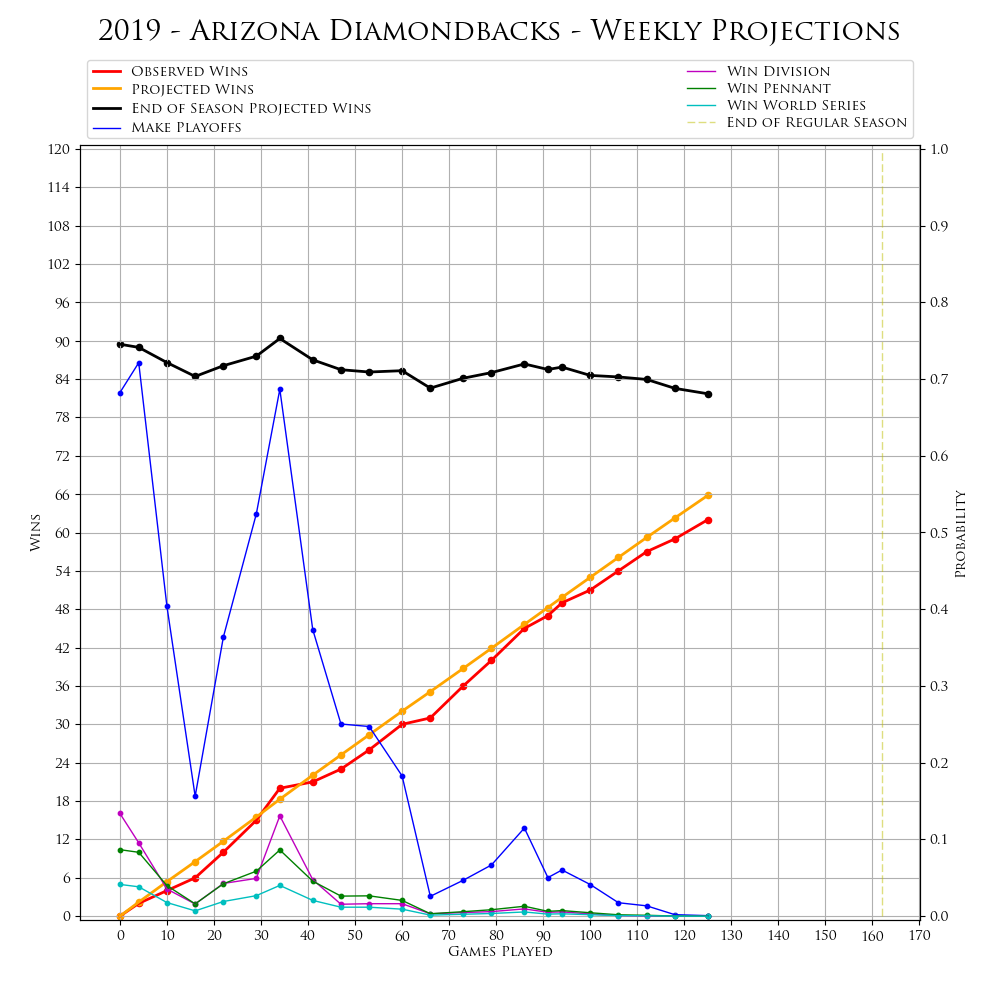 2019 - Arizona Diamondbacks - Weekly Projections
Observed Wins
Projected Wins
End of Season Projected Wins
Make Playoffs
Win Division
Win Pennant
Win World Series
End of Regular Season
120
114
108
102
96
90
84
78
72
66
60
54
48
42
36
30
24
18
12
6
0
Wins
1.0
0.9
0.8
0.7
0.6
0.5
0.4
0.3
0.2
0.1
0.0
Probability
0 10 20 30 40 50 60 70 80 90 100 110 120 130 140 150 160 170
Games Played